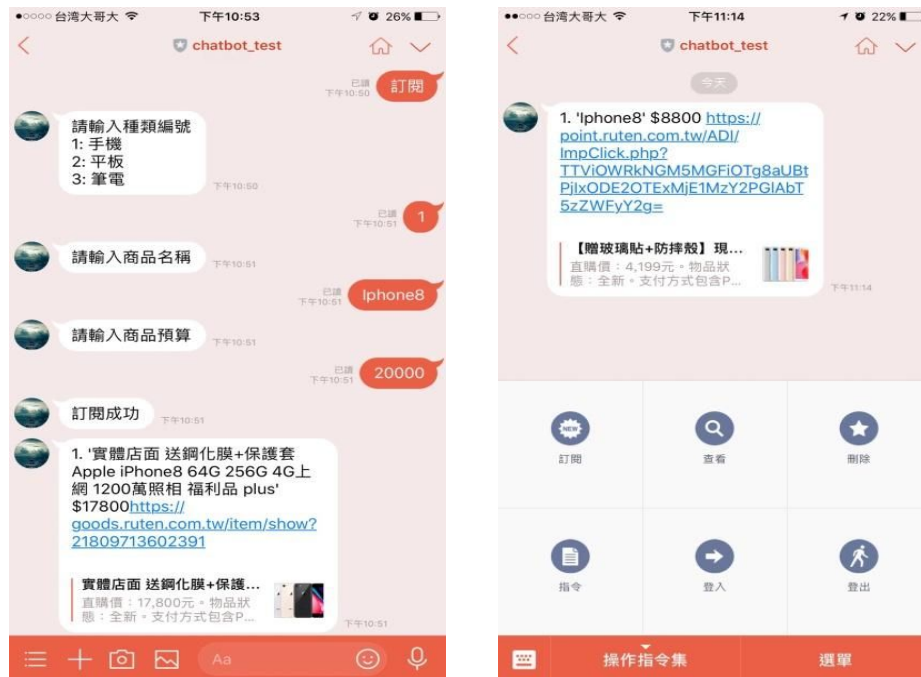 台湾大哥大 下午10:53 26%
chatbot_test
已讀
下午10:50 訂閱
請輸入種類編號
1: 手機
2: 平板
3: 筆電
下午10:50
已讀
下午10:51 1
請輸入商品名稱
下午10:51
已讀
下午10:51 Iphone8
請輸入商品預算
下午10:51
已讀
下午10:51 20000
訂閱成功
下午10:51
1. '實體店面 送鋼化膜+保護套
Apple iPhone8 64G 256G 4G上
網 1200萬照相 福利品 plus'
$17800https://
goods.ruten.com.tw/item/show?
21809713602391
實體店面 送鋼化膜+保護...
直購價：17,800元。物品狀
態：全新。支付方式包含P...
下午10:51
Aa
台湾大哥大 下午11:14 22%
chatbot_test
今天
1. 'Iphone8' $8800 https://
point.ruten.com.tw/ADI/
ImpClick.php?
TTViOWRkNGM5MGFiOTg8aUBt
PjIxODE2OTExMjE1MzY2PGlAbT
5zZWFyY2g=
【贈玻璃貼+防摔殼】現...
直購價：4,199元。物品狀
態：全新。支付方式包含P...
下午11:14
NEW
訂閱 查看 刪除
指令 登入 登出
操作指令集 選單